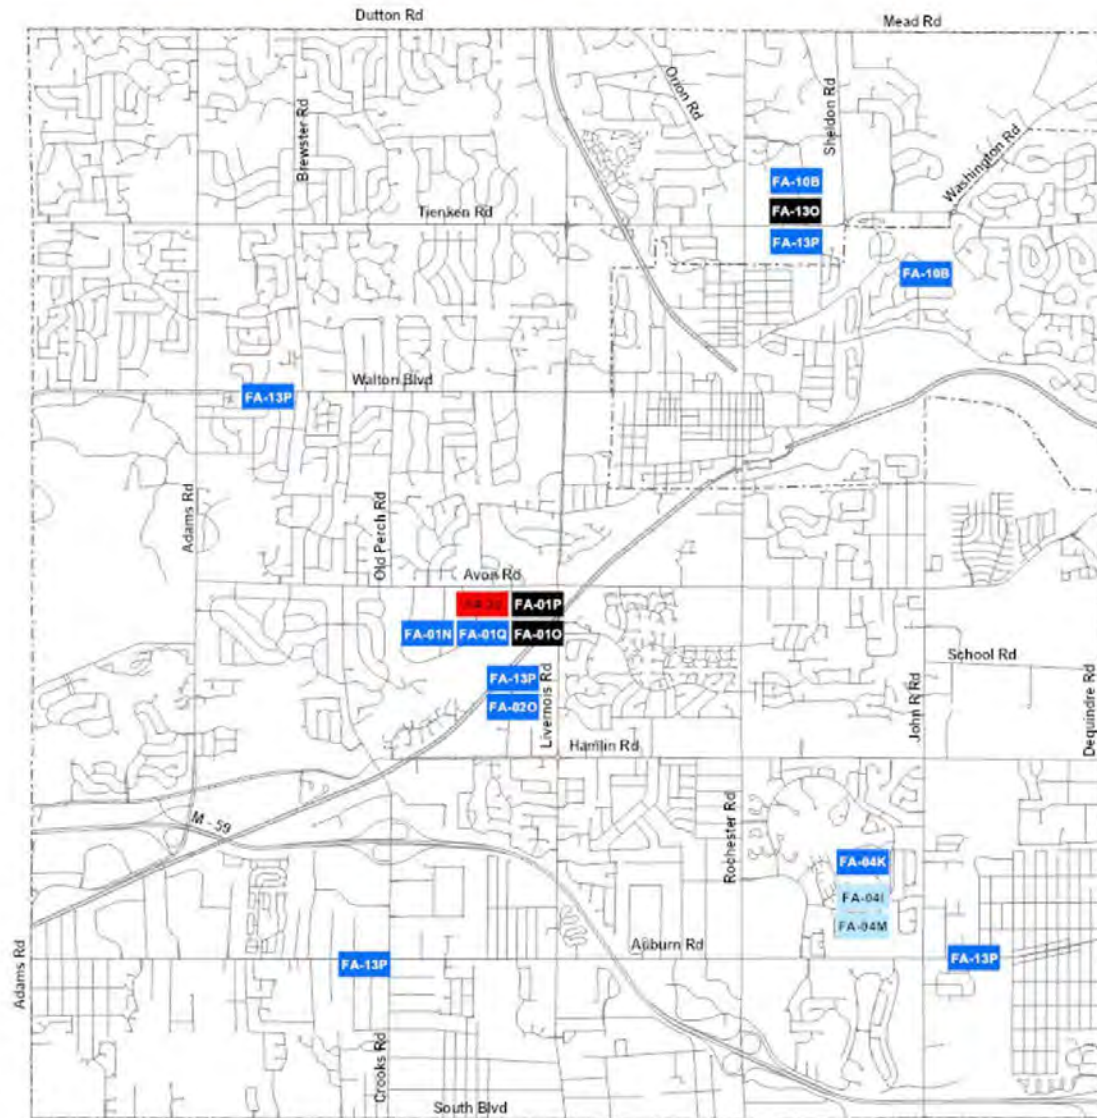 Dutton Rd
Mead Rd
Orion Rd
Sheldon Rd
Brewster Rd
Washington Rd
FA-10B
FA-13O
Tienken Rd
FA-13P
FA-10B
Walton Blvd
FA-13P
Adams Rd
Old Perch Rd
Avon Rd
FA-01P
FA-01N
FA-01Q
FA-01O
School Rd
FA-13P
FA-02O
Livernois Rd
John R Rd
Dequindre Rd
Hamlin Rd
M - 59
Rochester Rd
FA-04K
FA-04I
FA-04M
Auburn Rd
FA-13P
FA-13P
Adams Rd
Crooks Rd
South Blvd